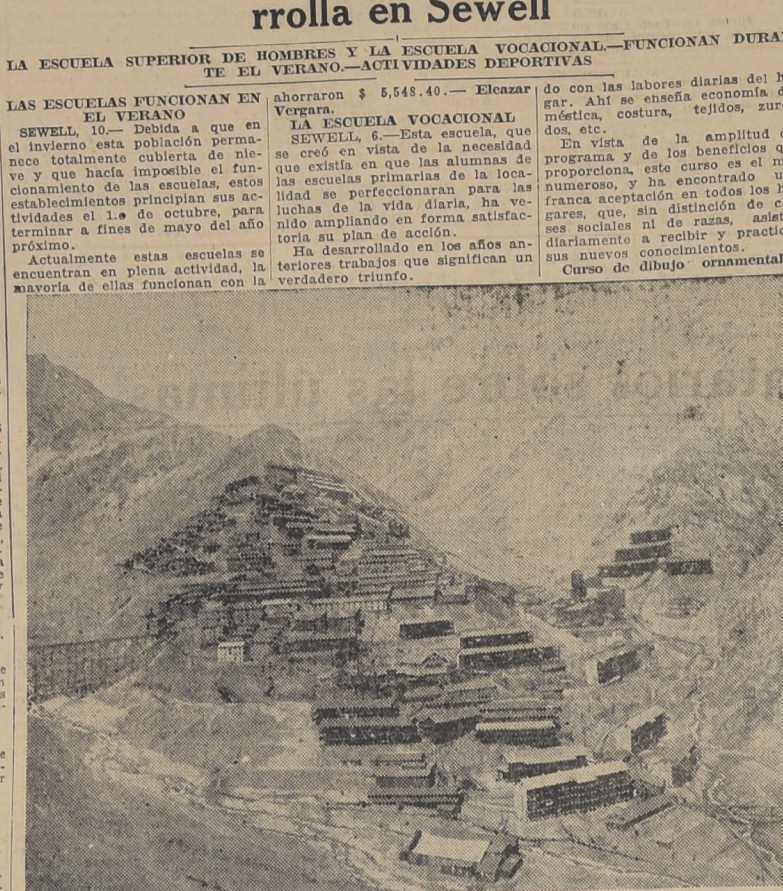 rrolla en Sewell
LA ESCUELA SUPERIOR DE HOMBRES Y LA ESCUELA VOCACIONAL.—FUNCIONAN DURA
TE EL VERANO.—ACTIVIDADES DEPORTIVAS
LAS ESCUELAS FUNCIONAN EN
EL VERANO
SEWELL, 10.— Debida a que en
el invierno esta población perma-
nece totalmente cubierta de nie-
ve y que hacía imposible el fun-
cionamiento de las escuelas, estos
establecimientos principian sus ac-
tividades el 1.o de octubre, para
terminar a fines de mayo del año
próximo.
Actualmente estas escuelas se
encuentran en plena actividad, la
mayoría de ellas funcionan con la
ahorraron $ 5,548.40.— Eleazar
Vergara.
LA ESCUELA VOCACIONAL
SEWELL, 6.—Esta escuela, que
se creó en vista de la necesidad
que existía en que las alumnas de
las escuelas primarias de la loca-
lidad se perfeccionaran para las
luchas de la vida diaria, ha ve-
nido ampliando en forma satisfac-
toria su plan de acción.
Ha desarrollado en los años an-
teriores trabajos que significan un
verdadero triunfo.
do con las labores diarias del h
gar. Ahí se enseña economía d
méstica, costura, tejidos, zur
dos, etc.
En vista de la amplitud
programa y de los beneficios q
proporciona, este curso es el m
numeroso, y ha encontrado u
franca aceptación en todos los h
gares, que, sin distinción de c
ses sociales ni de razas, asist
diariamente a recibir y practic
sus nuevos conocimientos.
Curso de dibujo ornamental